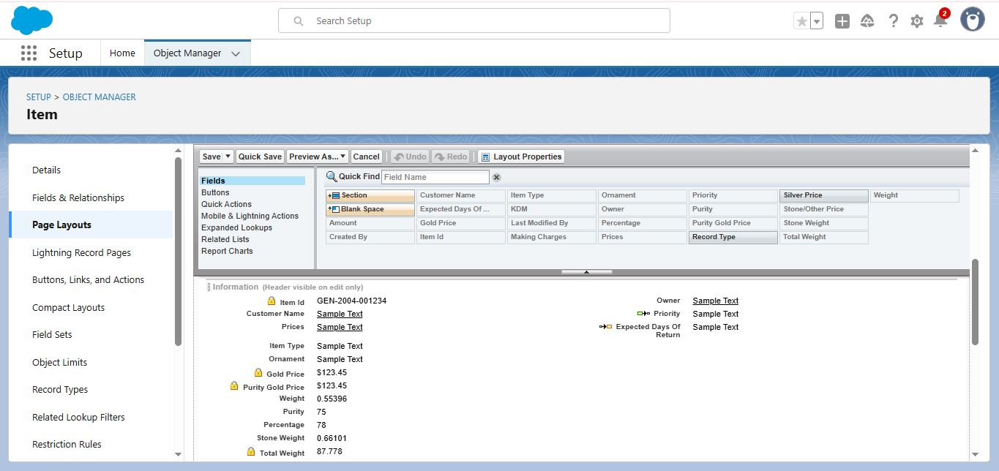 Search Setup
2
Setup
Home
Object Manager
SETUP > OBJECT MANAGER
Item
Details
Fields & Relationships
Page Layouts
Lightning Record Pages
Buttons, Links, and Actions
Compact Layouts
Field Sets
Object Limits
Record Types
Related Lookup Filters
Restriction Rules
Save Quick Save Preview As... Cancel Undo Redo Layout Properties
Fields
Buttons
Quick Actions
Mobile & Lightning Actions
Expanded Lookups
Related Lists
Report Charts
Quick Find Field Name
Section Customer Name Item Type Ornament Priority Silver Price Weight
Blank Space Expected Days Of ... KDM Owner Purity Stone/Other Price
Amount Gold Price Last Modified By Percentage Purity Gold Price Stone Weight
Created By Item Id Making Charges Prices Record Type Total Weight
Information (Header visible on edit only)
Item Id GEN-2004-001234
Customer Name Sample Text
Prices Sample Text
Item Type Sample Text
Ornament Sample Text
Gold Price $123.45
Purity Gold Price $123.45
Weight 0.55396
Purity 75
Percentage 78
Stone Weight 0.66101
Total Weight 87.778
Owner Sample Text
Priority Sample Text
Expected Days Of Sample Text
Return